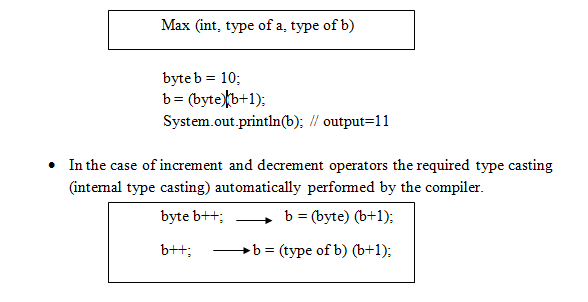 Max (int, type of a, type of b)
byte b = 10;
b = (byte)(b+1);
System.out.println(b); // output=11
• In the case of increment and decrement operators the required type casting
(internal type casting) automatically performed by the compiler.
byte b++; → b = (byte) (b+1);
b++; → b = (type of b) (b+1);